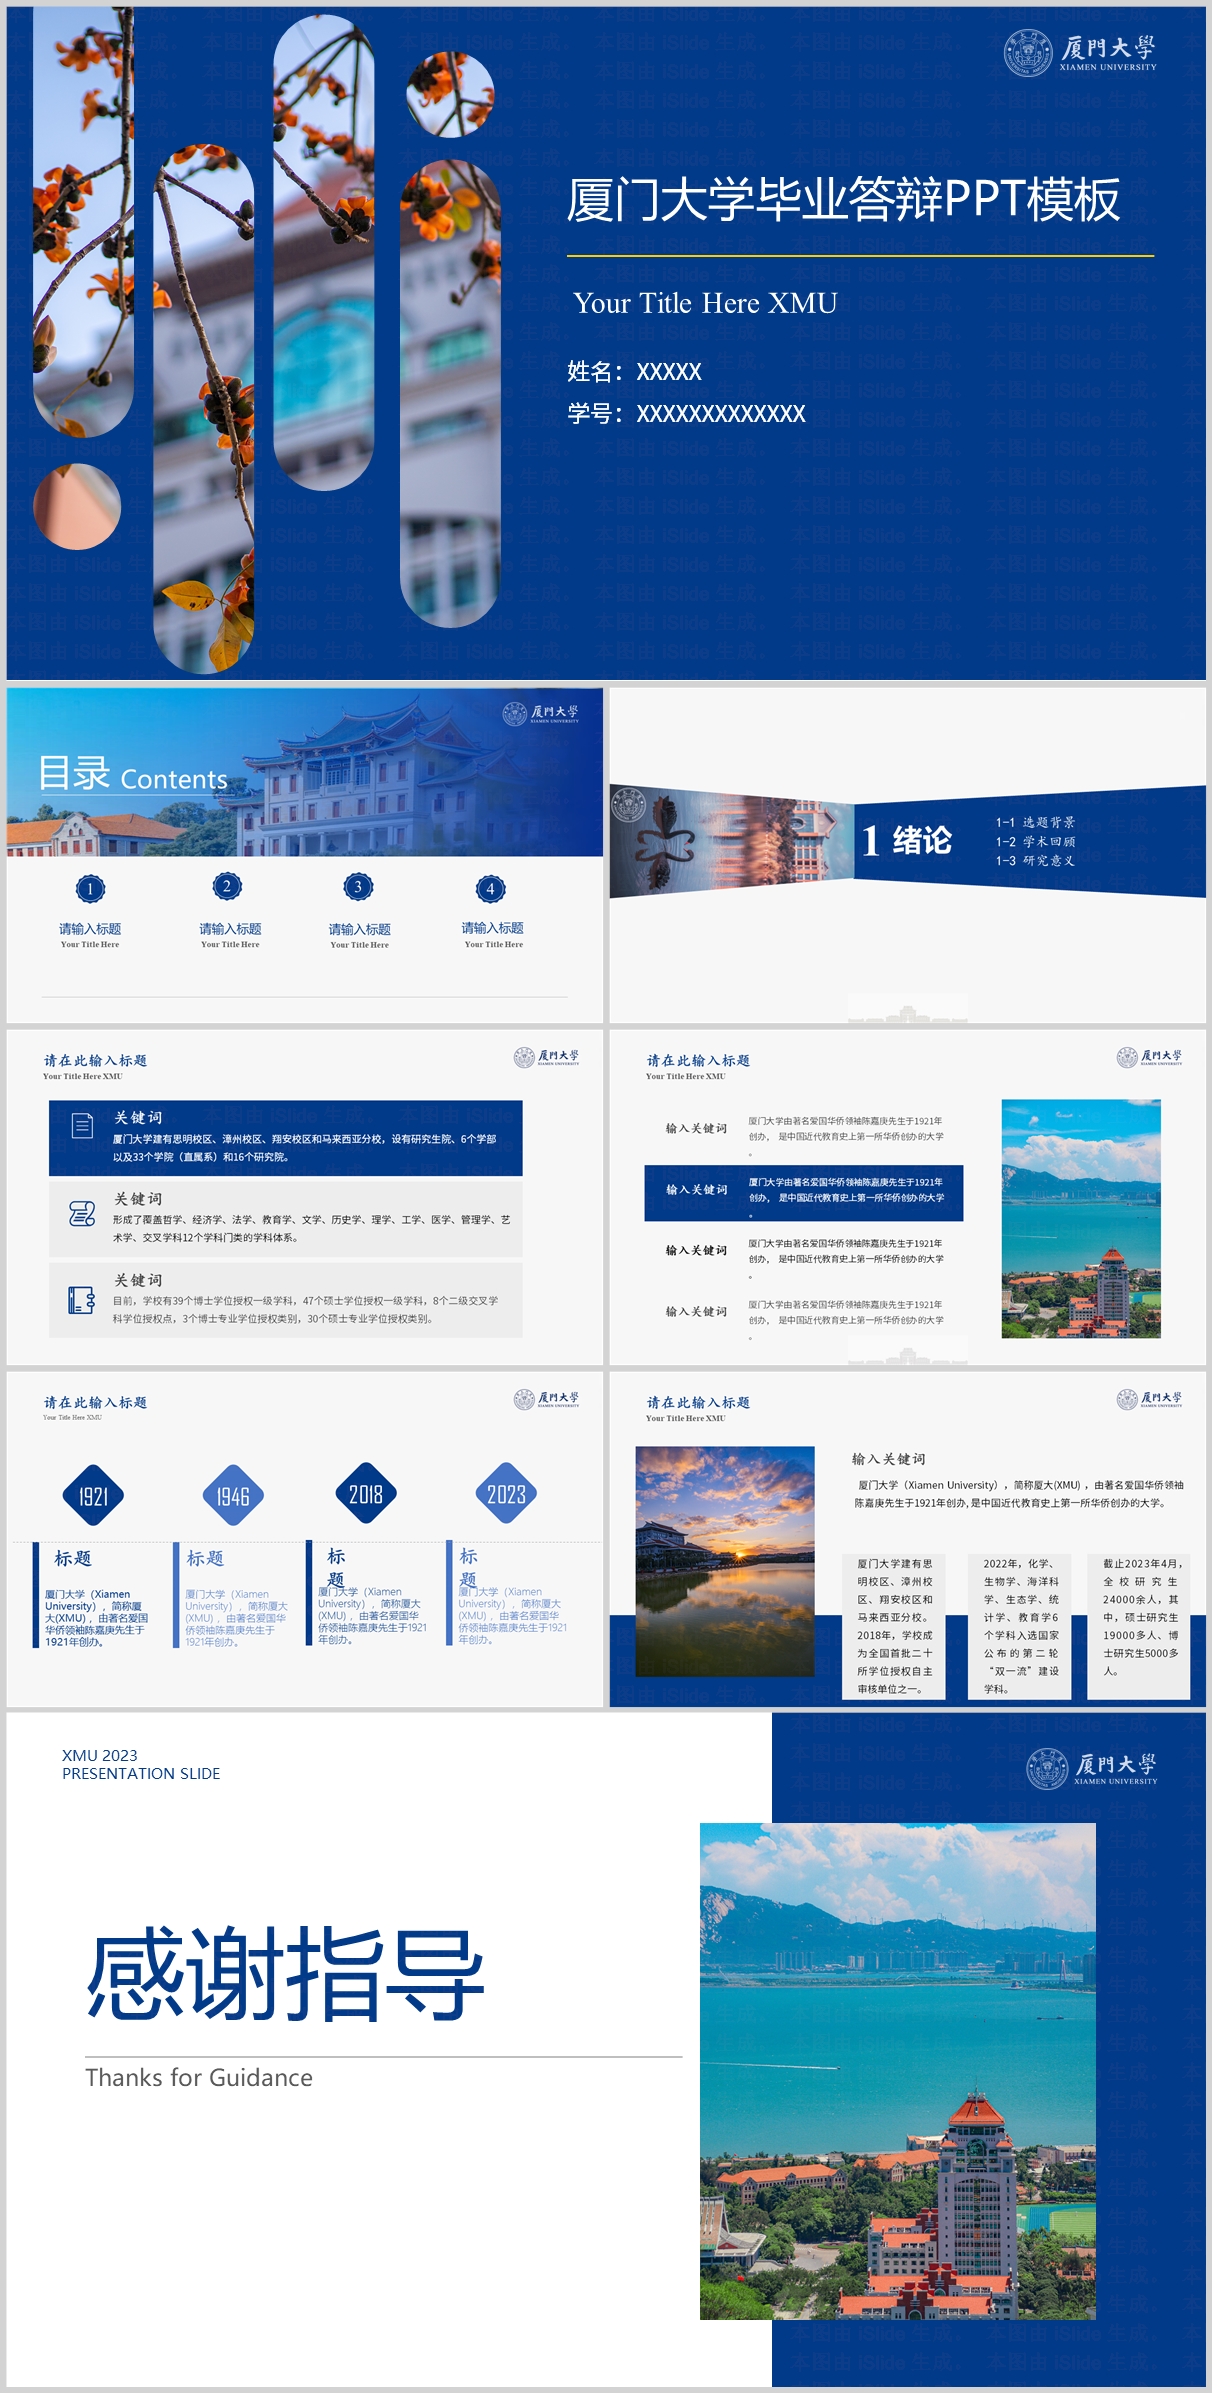 厦門大學
XIAMEN UNIVERSITY
厦门大学毕业答辩PPT模板
Your Title Here XMU
姓名：XXXXX
学号：XXXXXXXXXXXXX
目录 Contents
厦門大學
XIAMEN UNIVERSITY
1
2
3
4
请输入标题
请输入标题
请输入标题
请输入标题
Your Title Here
Your Title Here
Your Title Here
Your Title Here
1 绪论
1-1 选题背景
1-2 学术回顾
1-3 研究意义
请在此输入标题
Your Title Here XMU
厦門大學
XIAMEN UNIVERSITY
关键词
厦门大学建有思明校区、漳州校区、翔安校区和马来西亚分校，设有研究生院、6个学部
以及33个学院（直属系）和16个研究院。
关键词
形成了覆盖哲学、经济学、法学、教育学、文学、历史学、理学、工学、医学、管理学、艺
术学、交叉学科12个学科门类的学科体系。
关键词
目前，学校有39个博士学位授权一级学科，47个硕士学位授权一级学科，8个二级交叉学
科学位授权点，3个博士专业学位授权类别，30个硕士专业学位授权类别。
请在此输入标题
Your Title Here XMU
厦門大學
XIAMEN UNIVERSITY
输入关键词
厦门大学由著名爱国华侨领袖陈嘉庚先生于1921年
创办， 是中国近代教育史上第一所华侨创办的大学
。
输入关键词
厦门大学由著名爱国华侨领袖陈嘉庚先生于1921年
创办， 是中国近代教育史上第一所华侨创办的大学
。
输入关键词
厦门大学由著名爱国华侨领袖陈嘉庚先生于1921年
创办， 是中国近代教育史上第一所华侨创办的大学
。
输入关键词
厦门大学由著名爱国华侨领袖陈嘉庚先生于1921年
创办， 是中国近代教育史上第一所华侨创办的大学
。
请在此输入标题
Your Title Here XMU
厦門大學
XIAMEN UNIVERSITY
1921
1946
2018
2023
标题
厦门大学（Xiamen
University），简称厦
大(XMU) ，由著名爱国
华侨领袖陈嘉庚先生于
1921年创办。
标题
厦门大学（Xiamen
University），简称厦大
(XMU) ，由著名爱国华
侨领袖陈嘉庚先生于
1921年创办。
标
题
厦门大学（Xiamen
University），简称厦大
(XMU) ，由著名爱国华
侨领袖陈嘉庚先生于1921
年创办。
标
题
厦门大学（Xiamen
University），简称厦大
(XMU) ，由著名爱国华
侨领袖陈嘉庚先生于1921
年创办。
请在此输入标题
Your Title Here XMU
厦門大學
XIAMEN UNIVERSITY
输入关键词
厦门大学（Xiamen University），简称厦大(XMU) ，由著名爱国华侨领袖
陈嘉庚先生于1921年创办, 是中国近代教育史上第一所华侨创办的大学。
厦门大学建有思
明校区、漳州校
区、翔安校区和
马来西亚分校。
2018年，学校成
为全国首批二十
所学位授权自主
审核单位之一。
2022年，化学、
生物学、海洋科
学、生态学、统
计学、教育学6
个学科入选国家
公布的第二轮
“双一流”建设
学科。
截止2023年4月，
全校研究生
24000余人，其
中，硕士研究生
19000多人、博
士研究生5000多
人。
XMU 2023
PRESENTATION SLIDE
厦門大學
XIAMEN UNIVERSITY
感谢指导
Thanks for Guidance